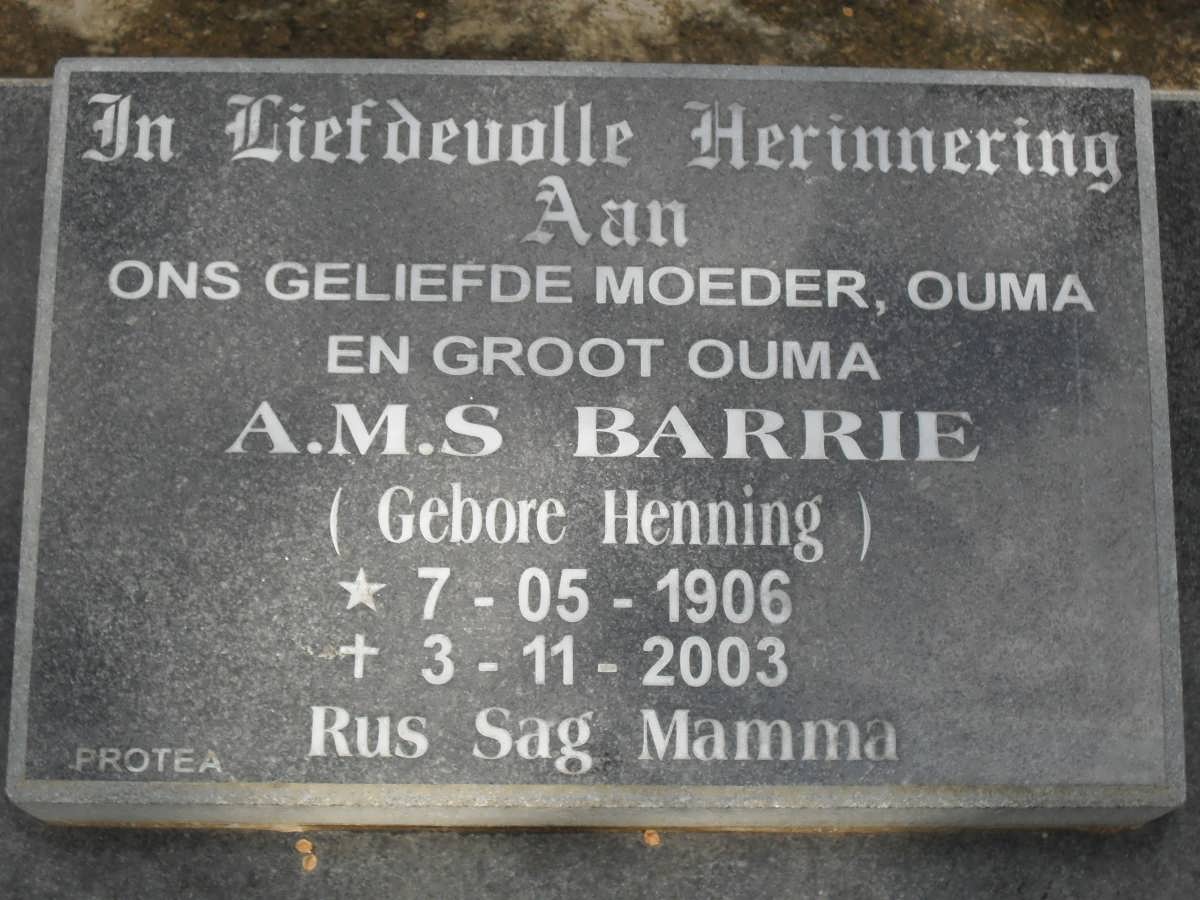 In Liefdevolle Herinnering
Aan
ONS GELIEFDE MOEDER, OUMA
EN GROOT OUMA
A.M.S BARRIE
( Gebore Henning )
★ 7 - 05 - 1906
✝ 3 - 11 - 2003
Rus Sag Mamma
PROTEA